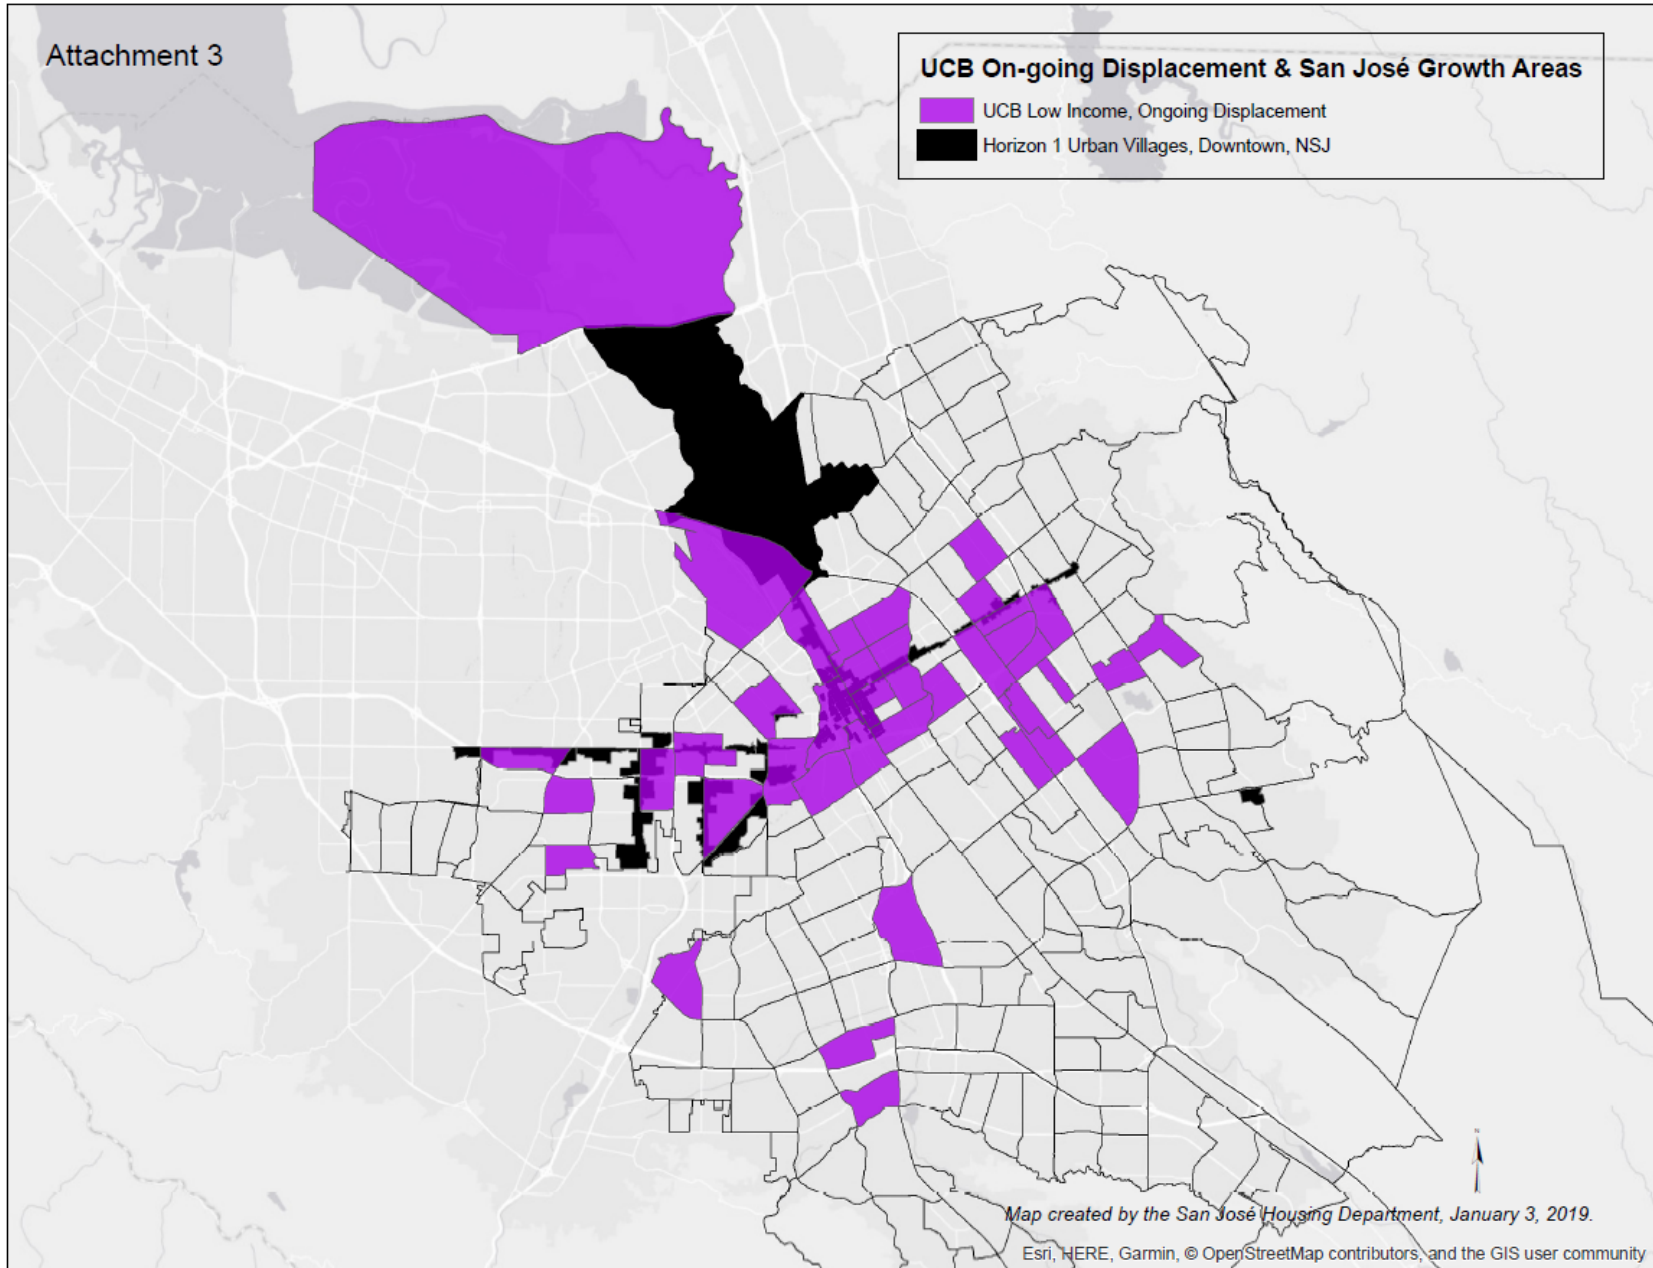 Attachment 3
UCB On-going Displacement & San José Growth Areas
UCB Low Income, Ongoing Displacement
Horizon 1 Urban Villages, Downtown, NSJ
N
Map created by the San José Housing Department, January 3, 2019.
Esri, HERE, Garmin, © OpenStreetMap contributors, and the GIS user community